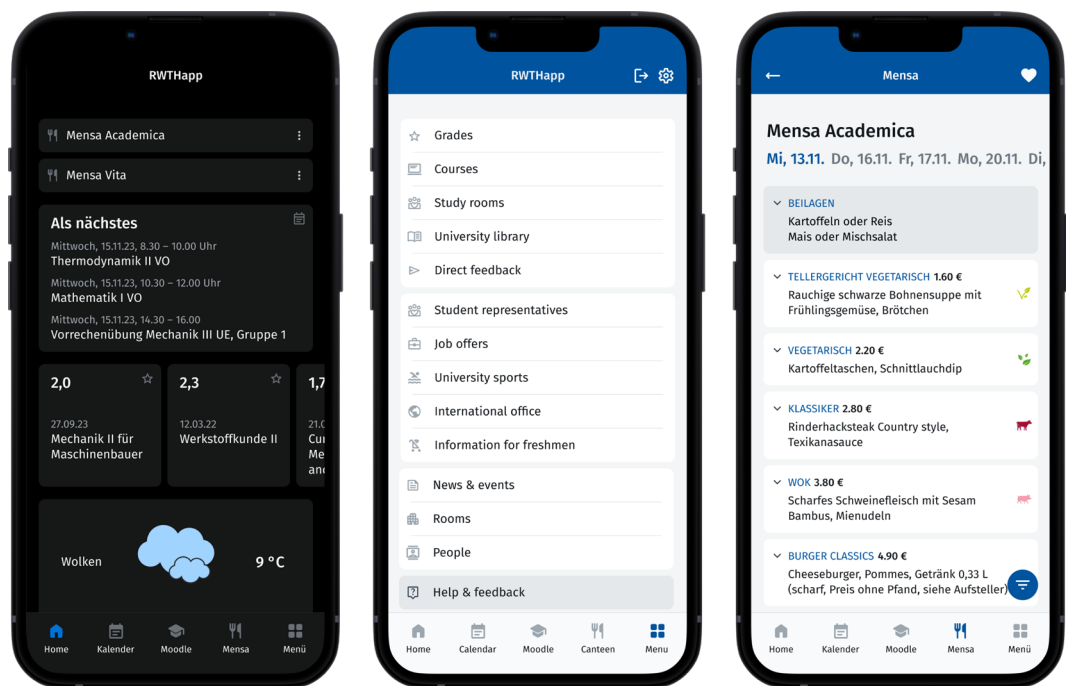 RWTHapp
Mensa Academica
Mensa Vita
Als nächstes
Mittwoch, 15.11.23, 8.30 – 10.00 Uhr
Thermodynamik II VO
Mittwoch, 15.11.23, 10.30 – 12.00 Uhr
Mathematik I VO
Mittwoch, 15.11.23, 14.30 – 16.00
Vorrechenübung Mechanik III UE, Gruppe 1
2,0
27.09.23
Mechanik II für
Maschinenbauer
2,3
12.03.22
Werkstoffkunde II
1,7
Wolken
9 °C
Home Kalender Moodle Mensa Menü
RWTHapp
Grades
Courses
Study rooms
University library
Direct feedback
Student representatives
Job offers
University sports
International office
Information for freshmen
News & events
Rooms
People
Help & feedback
Home Calendar Moodle Canteen Menu
Mensa
Mensa Academica
Mi, 13.11. Do, 16.11. Fr, 17.11. Mo, 20.11. Di,
BEILAGEN
Kartoffeln oder Reis
Mais oder Mischsalat
TELLERGERICHT VEGETARISCH 1.60 €
Rauchige schwarze Bohnensuppe mit
Frühlingsgemüse, Brötchen
VEGETARISCH 2.20 €
Kartoffeltaschen, Schnittlauchdip
KLASSIKER 2.80 €
Rinderhacksteak Country style,
Texikanasauce
WOK 3.80 €
Scharfes Schweinefleisch mit Sesam
Bambus, Mienudeln
BURGER CLASSICS 4.90 €
Cheeseburger, Pommes, Getränk 0,33 L
(scharf, Preis ohne Pfand, siehe Aufsteller)
Home Kalender Moodle Mensa Menü